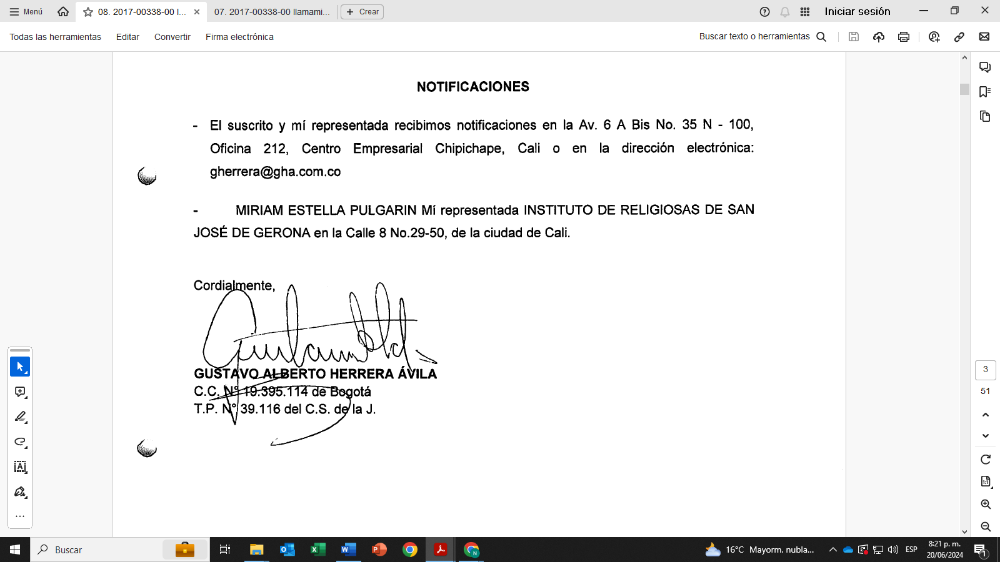 Menú
08. 2017-00338-00 l...
07. 2017-00338-00 llamami...
Crear
Iniciar sesión
Todas las herramientas
Editar
Convertir
Firma electrónica
Buscar texto o herramientas
NOTIFICACIONES
- El suscrito y mí representada recibimos notificaciones en la Av. 6 A Bis No. 35 N - 100,
Oficina 212, Centro Empresarial Chipichape, Cali o en la dirección electrónica:
gherrera@gha.com.co
- MIRIAM ESTELLA PULGARIN Mí representada INSTITUTO DE RELIGIOSAS DE SAN
JOSÉ DE GERONA en la Calle 8 No.29-50, de la ciudad de Cali.
Cordialmente,
GUSTAVO ALBERTO HERRERA ÁVILA
C.C. N° 19.395.114 de Bogotá
T.P. N° 39.116 del C.S. de la J.
3
51
Buscar
16°C Mayorm. nubla...
ESP
8:21 p. m.
20/06/2024
1